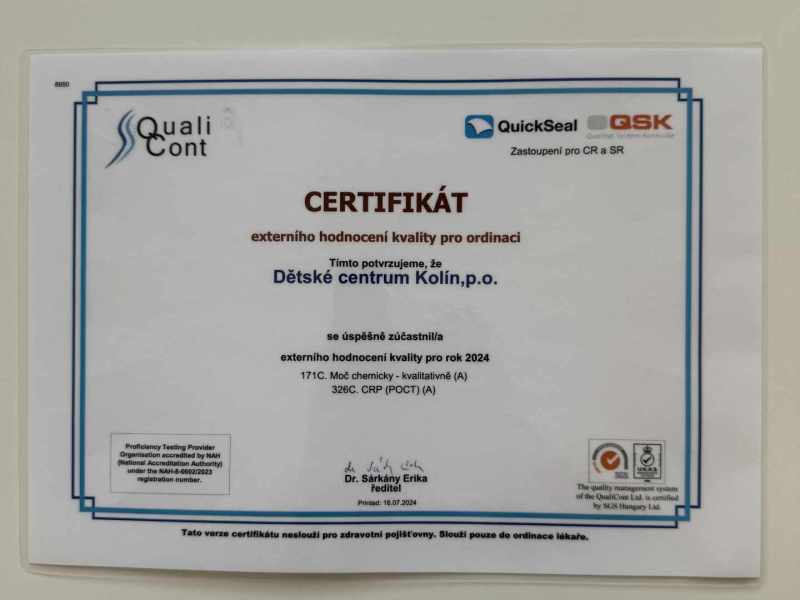 8680
Quali
Cont
QuickSeal QSK
Zastoupení pro CR a SR
CERTIFIKÁT
externího hodnocení kvality pro ordinaci
Tímto potvrzujeme, že
Dětské centrum Kolín,p.o.
se úspěšně zúčastnil/a
externího hodnocení kvality pro rok 2024
171C. Moč chemicky - kvalitativně (A)
326C. CRP (POCT) (A)
Proficiency Testing Provider
Organisation accredited by NAH
(National Accreditation Authority)
under the NAH-8-0002/2023
registration number.
Dr. Sárkány Erika
ředitel
Printed: 16.07.2024
SGS
UKAS
The quality management system
of the QualiCont Ltd. is certified
by SGS Hungary Ltd.
Tato verze certifikátu neslouží pro zdravotní pojišťovny. Slouží pouze do ordinace lékaře.